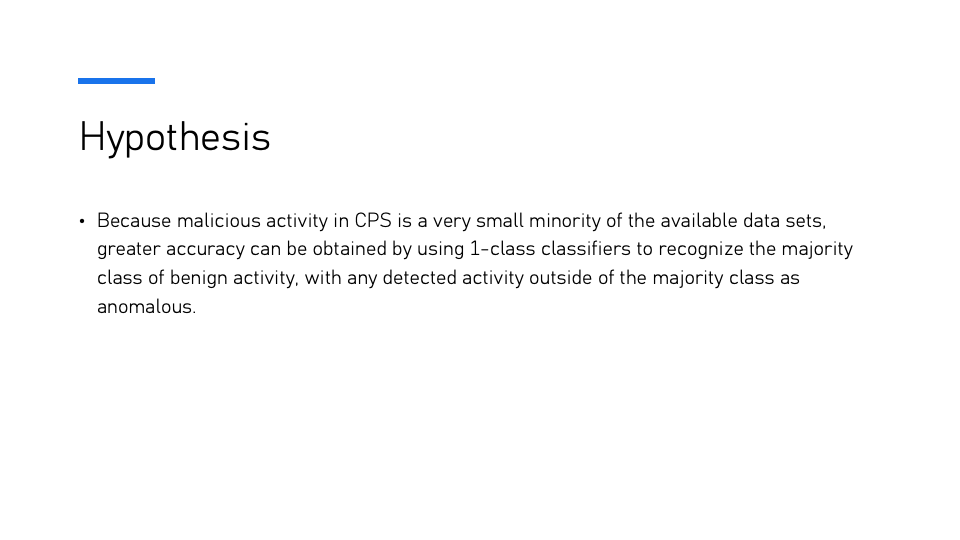 Hypothesis
• Because malicious activity in CPS is a very small minority of the available data sets,
greater accuracy can be obtained by using 1-class classifiers to recognize the majority
class of benign activity, with any detected activity outside of the majority class as
anomalous.